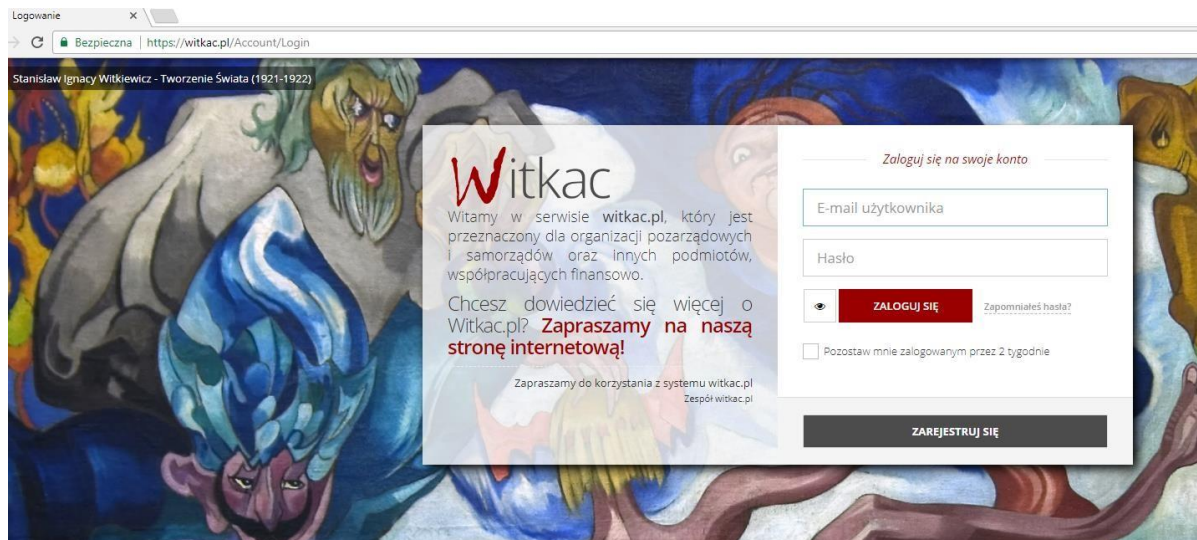 Logowanie
Bezpieczna | https://witkac.pl/Account/Login
Stanisław Ignacy Witkiewicz - Tworzenie Świata (1921-1922)
Witkac
Witamy w serwisie witkac.pl, który jest
przeznaczony dla organizacji pozarządowych
i samorządów oraz innych podmiotów,
współpracujących finansowo.
Chcesz dowiedzieć się więcej o
Witkac.pl? Zapraszamy na naszą
stronę internetową!
Zapraszamy do korzystania z systemu witkac.pl
Zespół witkac.pl
Zaloguj się na swoje konto
E-mail użytkownika
Hasło
ZALOGUJ SIĘ
Zapomniałeś hasła?
Pozostaw mnie zalogowanym przez 2 tygodnie
ZAREJESTRUJ SIĘ